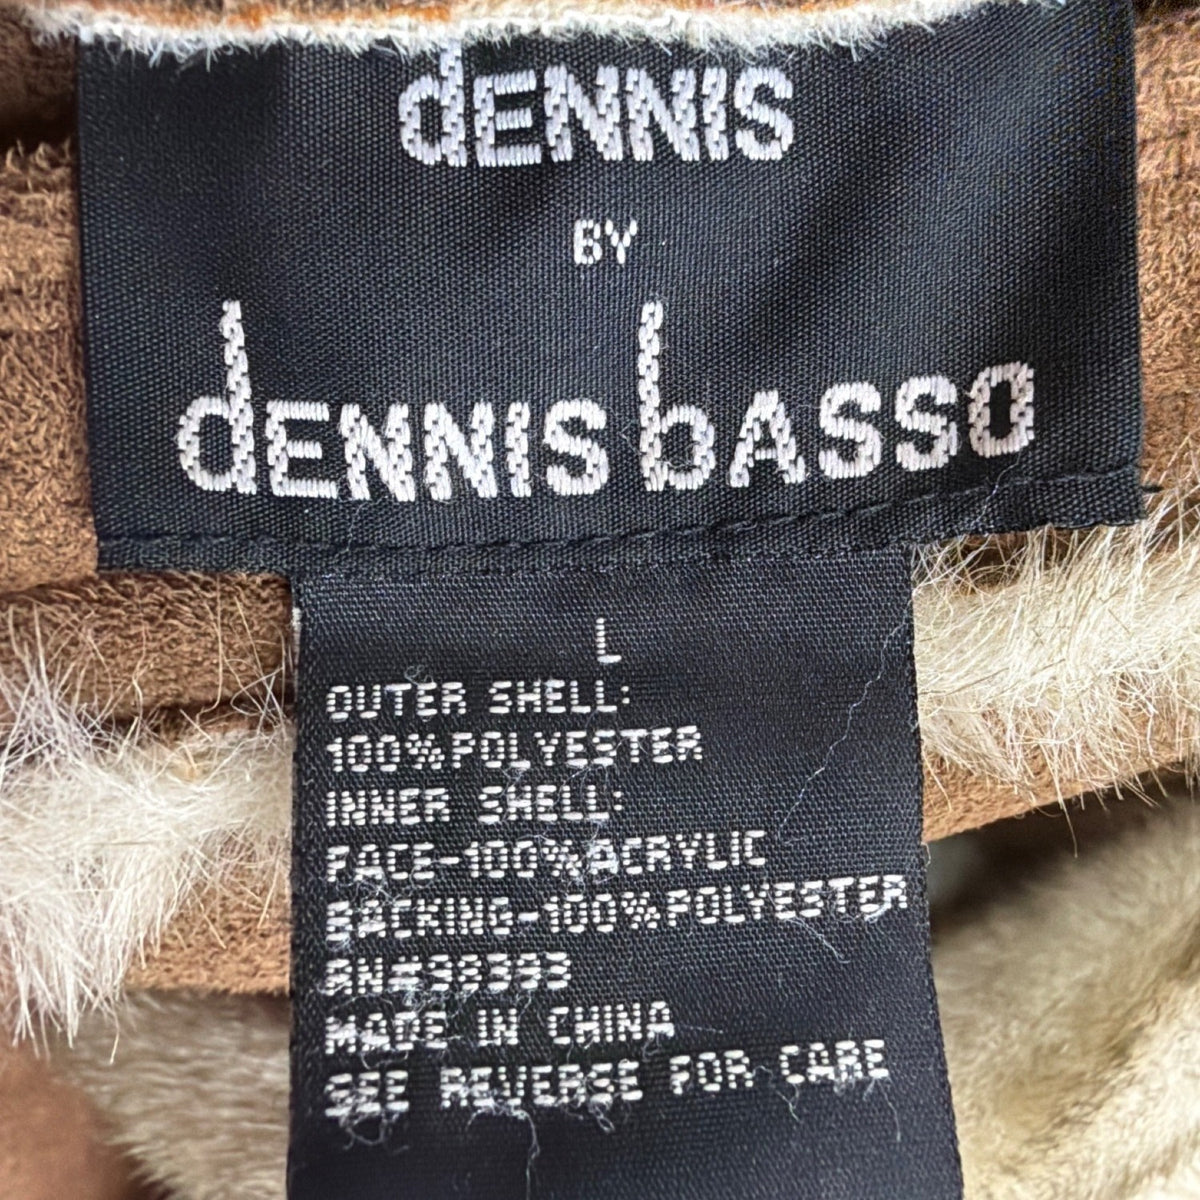 dENNIS
BY
dENNIS bASSO
L
OUTER SHELL:
100%POLYESTER
INNER SHELL:
FACE-100%ACRYLIC
BACKING-100%POLYESTER
RN#38393
MADE IN CHINA
SEE REVERSE FOR CARE